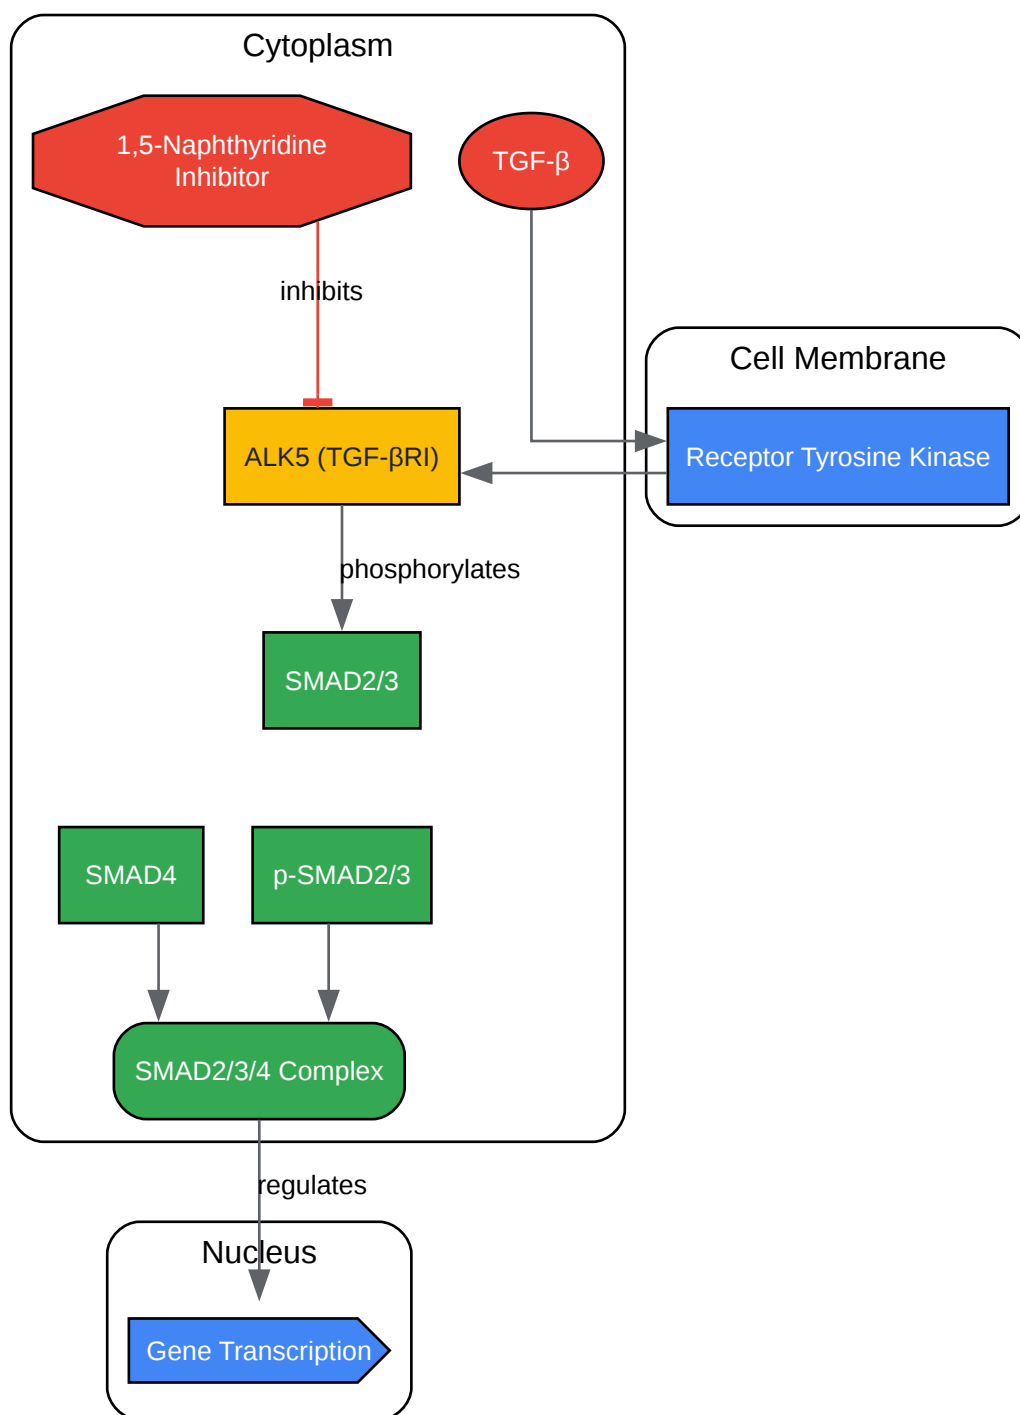 Cytoplasm
1,5-Naphthyridine
Inhibitor
TGF-β
inhibits
Cell Membrane
ALK5 (TGF-βRI)
Receptor Tyrosine Kinase
phosphorylates
SMAD2/3
SMAD4
p-SMAD2/3
SMAD2/3/4 Complex
regulates
Nucleus
Gene Transcription